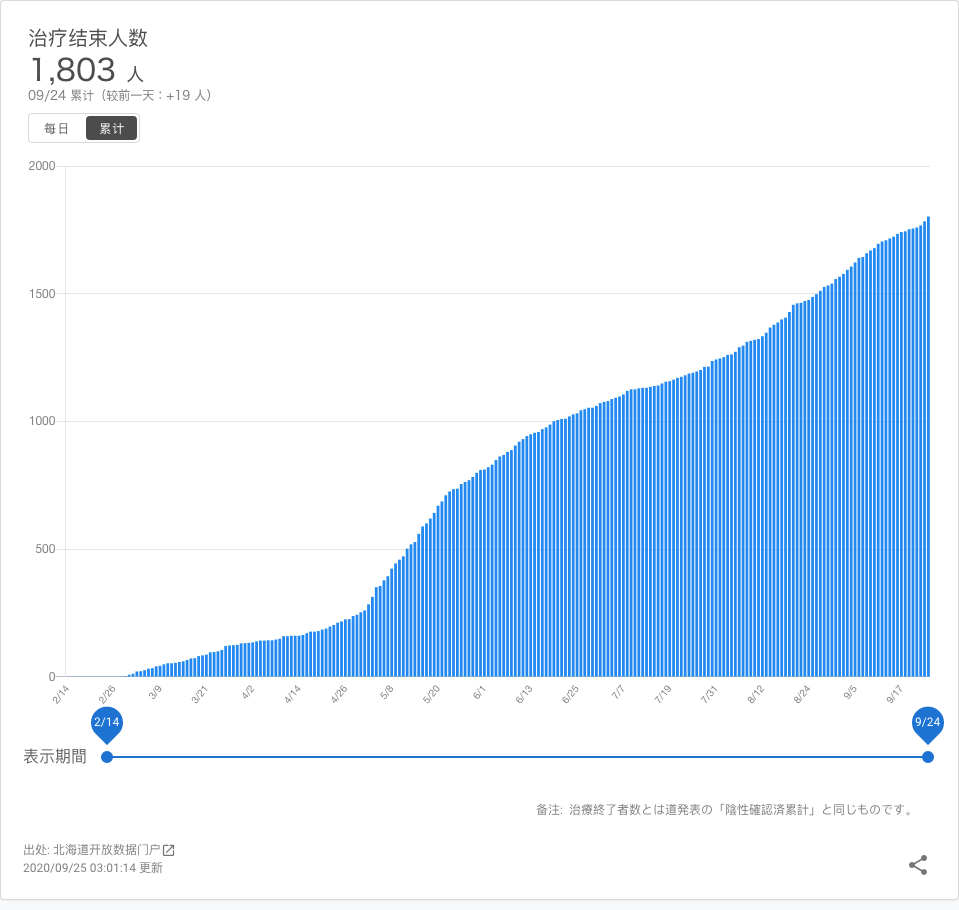 治疗结束人数
1,803 人
09/24 累计（较前一天：+19 人）
每日 累计
2000
1500
1000
500
0
2/14 2/26 3/9 3/21 4/2 4/14 4/26 5/8 5/20 6/1 6/13 6/25 7/7 7/19 7/31 8/12 8/24 9/5 9/17
2/14 9/24
表示期間
备注: 治療終了者数とは道発表の「陰性確認済累計」と同じものです。
出处: 北海道开放数据门户
2020/09/25 03:01:14 更新